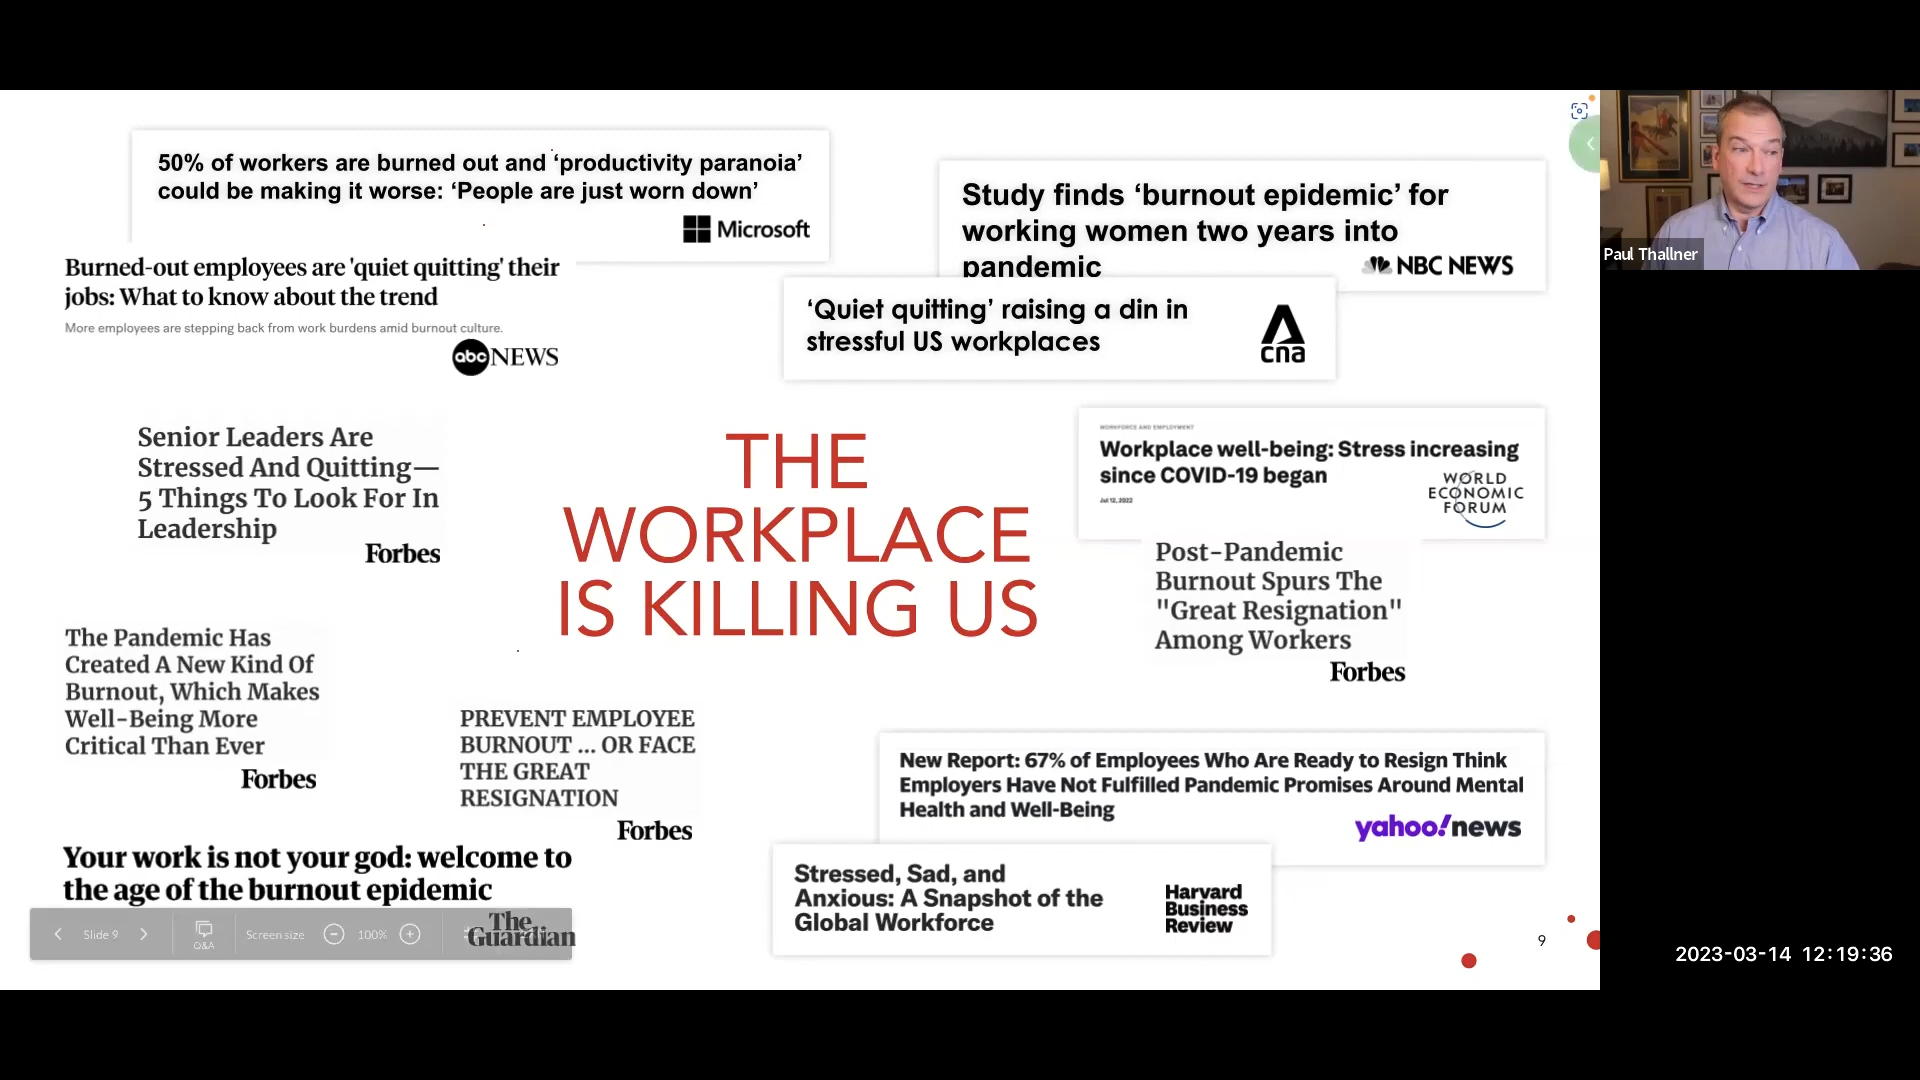 50% of workers are burned out and ‘productivity paranoia’
could be making it worse: ‘People are just worn down’
Microsoft
Study finds ‘burnout epidemic’ for
working women two years into
pandemic
NBC NEWS
Burned-out employees are 'quiet quitting' their
jobs: What to know about the trend
More employees are stepping back from work burdens amid burnout culture.
abc NEWS
‘Quiet quitting’ raising a din in
stressful US workplaces
cna
Senior Leaders Are
Stressed And Quitting—
5 Things To Look For In
Leadership
Forbes
THE
WORKPLACE
IS KILLING US
WORKFORCE AND EMPLOYMENT
Workplace well-being: Stress increasing
since COVID-19 began
Jul 12, 2022
WORLD
ECONOMIC
FORUM
Post-Pandemic
Burnout Spurs The
"Great Resignation"
Among Workers
Forbes
The Pandemic Has
Created A New Kind Of
Burnout, Which Makes
Well-Being More
Critical Than Ever
Forbes
PREVENT EMPLOYEE
BURNOUT ... OR FACE
THE GREAT
RESIGNATION
Forbes
New Report: 67% of Employees Who Are Ready to Resign Think
Employers Have Not Fulfilled Pandemic Promises Around Mental
Health and Well-Being
yahoo!news
Your work is not your god: welcome to
the age of the burnout epidemic
The
Guardian
Stressed, Sad, and
Anxious: A Snapshot of the
Global Workforce
Harvard
Business
Review
Slide 9
Q&A
Screen size
100%
9
Paul Thallner
2023-03-14 12:19:36